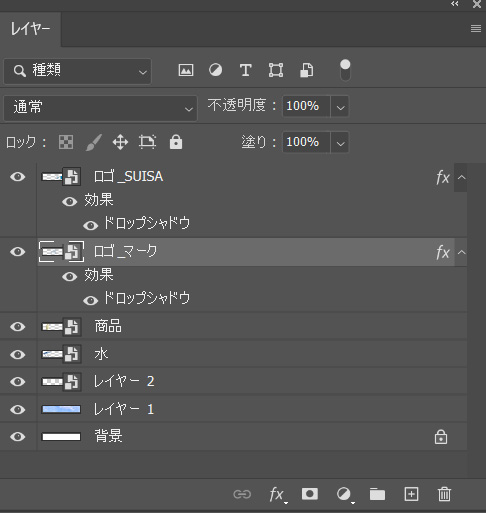 レイヤー
種類
通常
不透明度 : 100%
ロック :
塗り : 100%
ロゴ_SUISA fx
効果
ドロップシャドウ
ロゴ_マーク fx
効果
ドロップシャドウ
商品
水
レイヤー 2
レイヤー 1
背景
fx